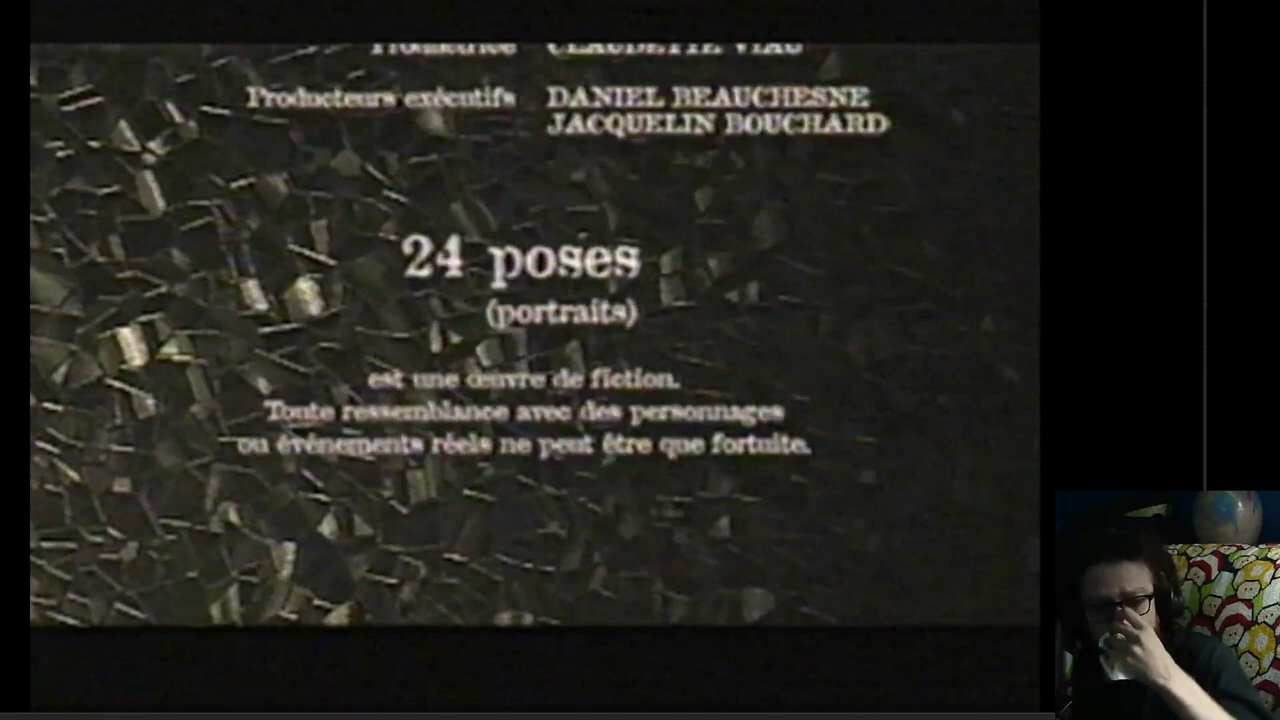 Promotrice CLAUDETTE VIAU
Producteurs exécutifs DANIEL BEAUCHESNE
JACQUELIN BOUCHARD
24 poses
(portraits)
est une œuvre de fiction.
Toute ressemblance avec des personnages
ou événements réels ne peut être que fortuite.